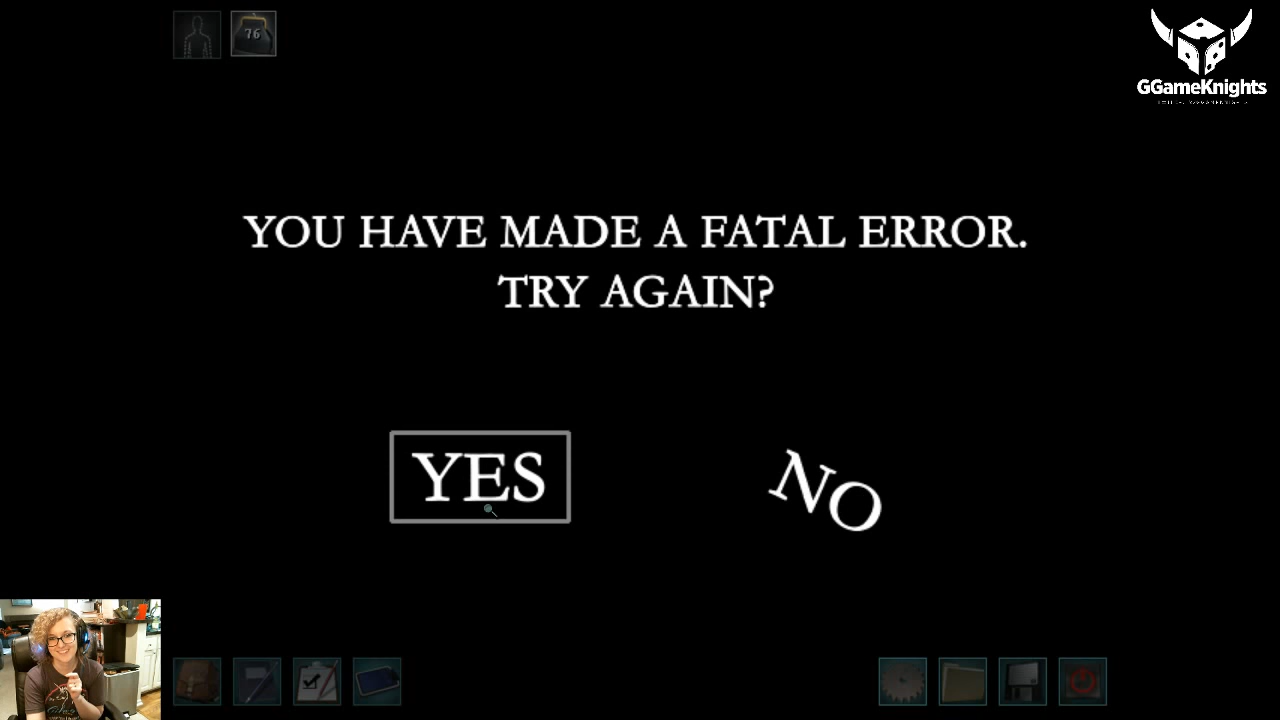 76
GGameKnights
YOU HAVE MADE A FATAL ERROR.
TRY AGAIN?
YES
NO